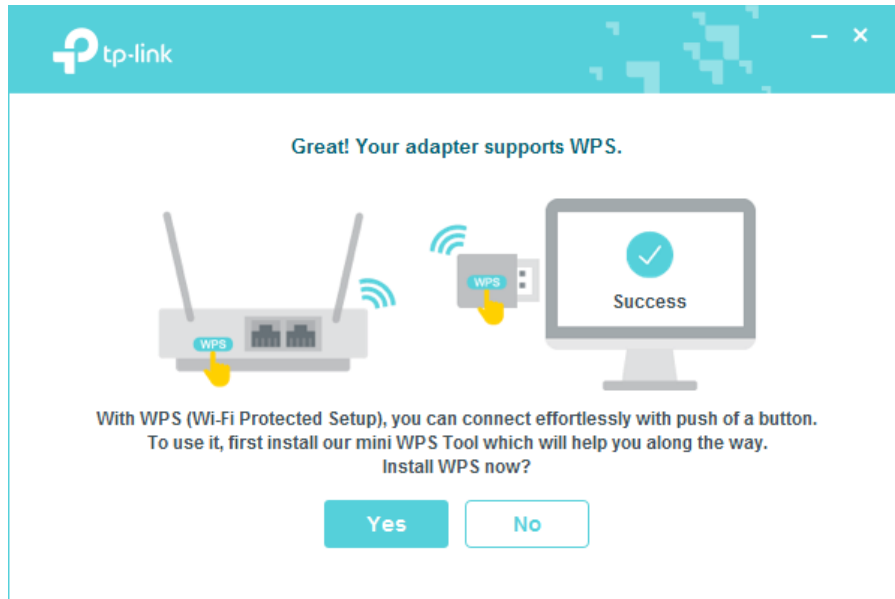 tp-link
Great! Your adapter supports WPS.
WPS
WPS
Success
With WPS (Wi-Fi Protected Setup), you can connect effortlessly with push of a button.
To use it, first install our mini WPS Tool which will help you along the way.
Install WPS now?
Yes
No